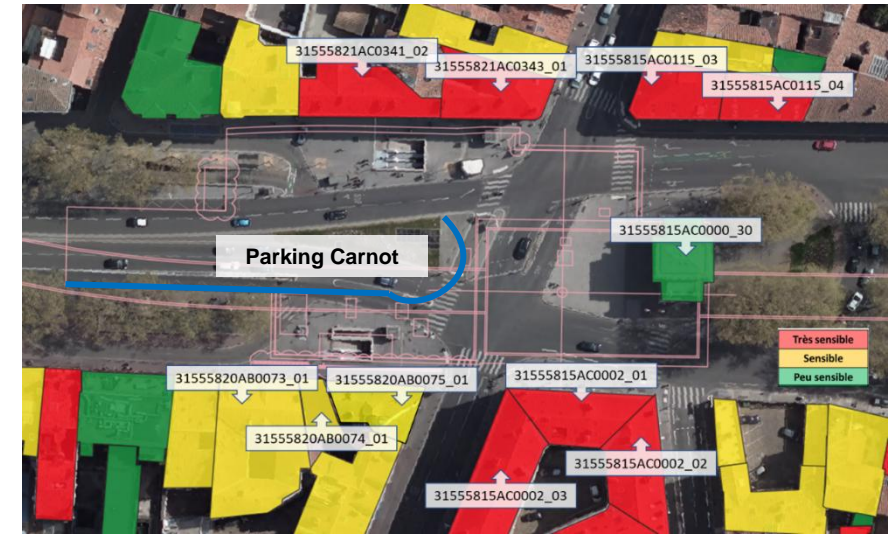 31555821AC0341_02
31555821AC0343_01
31555815AC0115_03
31555815AC0115_04
31555815AC0000_30
Parking Carnot
Très sensible
Sensible
Peu sensible
31555820AB0073_01
31555820AB0075_01
31555815AC0002_01
31555820AB0074_01
31555815AC0002_02
31555815AC0002_03